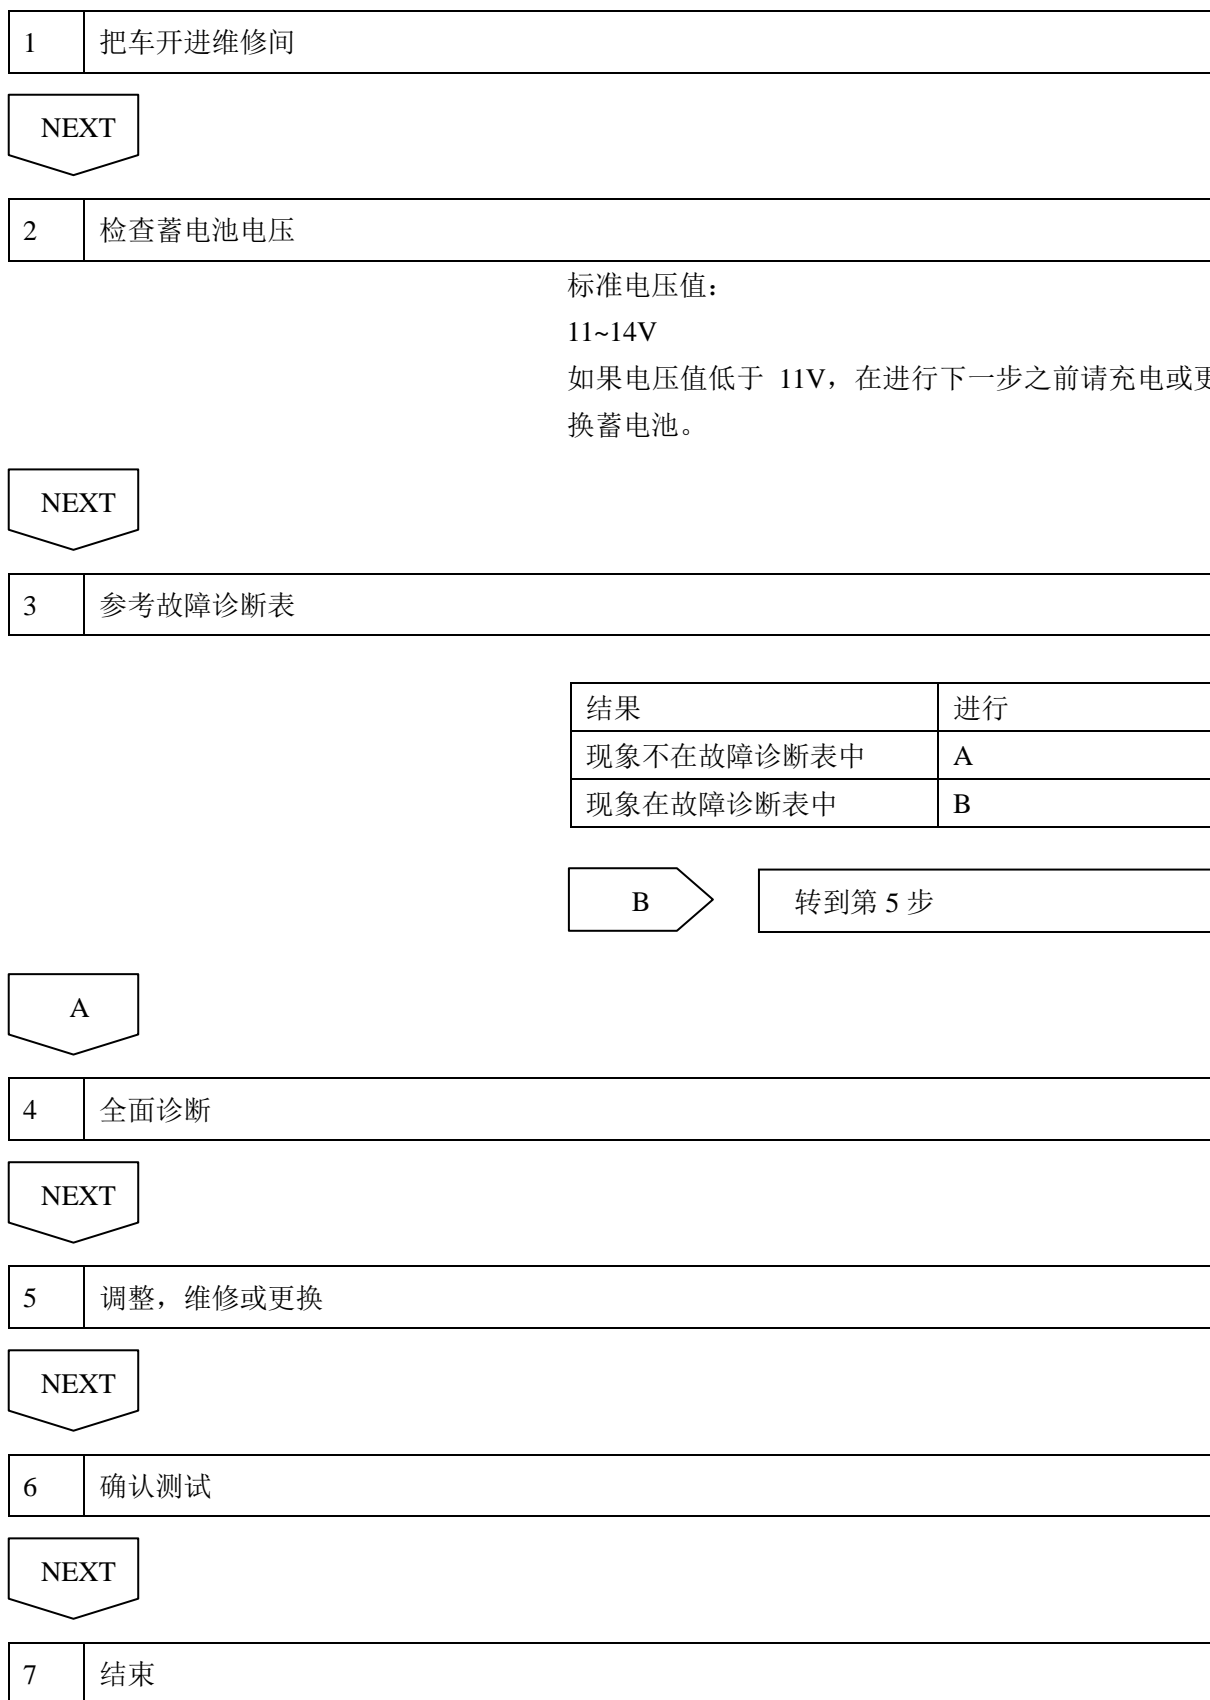 1 把车开进维修间
NEXT
2 检查蓄电池电压
标准电压值：
11~14V
如果电压值低于 11V，在进行下一步之前请充电或更
换蓄电池。
NEXT
3 参考故障诊断表
结果 进行
现象不在故障诊断表中 A
现象在故障诊断表中 B
B 转到第 5 步
A
4 全面诊断
NEXT
5 调整，维修或更换
NEXT
6 确认测试
NEXT
7 结束